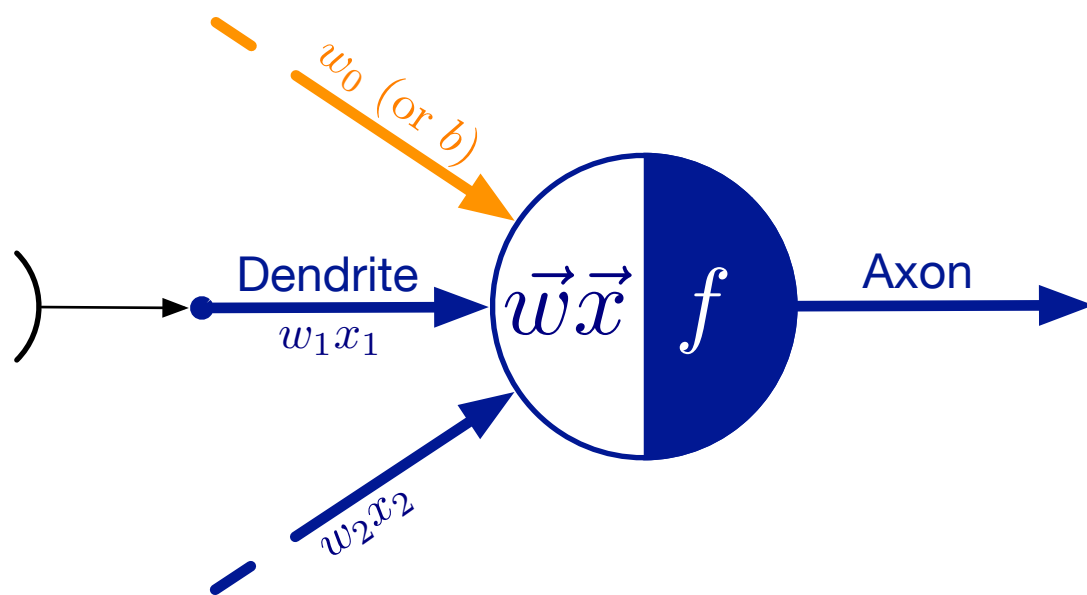 w₀ (or b)
Dendrite
w₁x₁
w₂x₂
w⃗x⃗
f
Axon